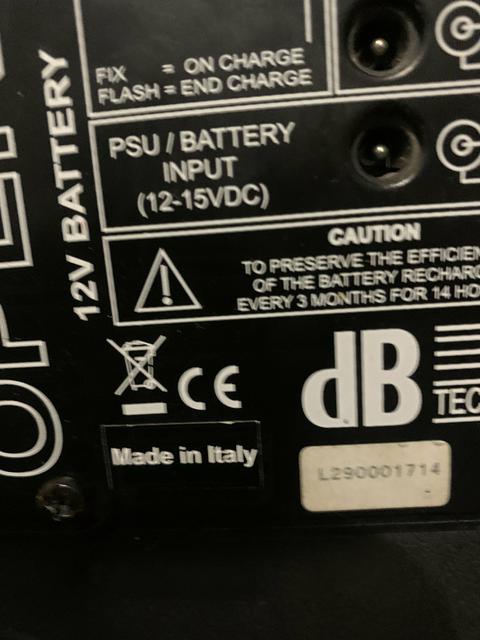 FIX = ON CHARGE
FLASH = END CHARGE
12V BATTERY
PSU / BATTERY
INPUT
(12-15VDC)
CAUTION
TO PRESERVE THE EFFICIEN
OF THE BATTERY RECHARG
EVERY 3 MONTHS FOR 14 HO
CE
dB
TEC
Made in Italy
L290001714